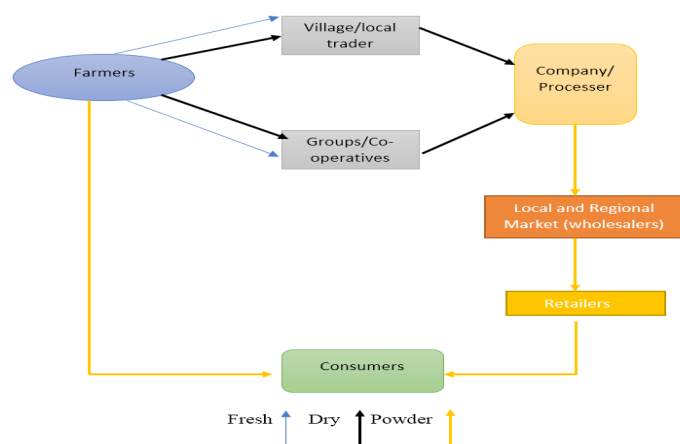 Village/local
trader
Farmers
Company/
Processer
Groups/Co-
operatives
Local and Regional
Market (wholesalers)
Retailers
Consumers
Fresh Dry Powder